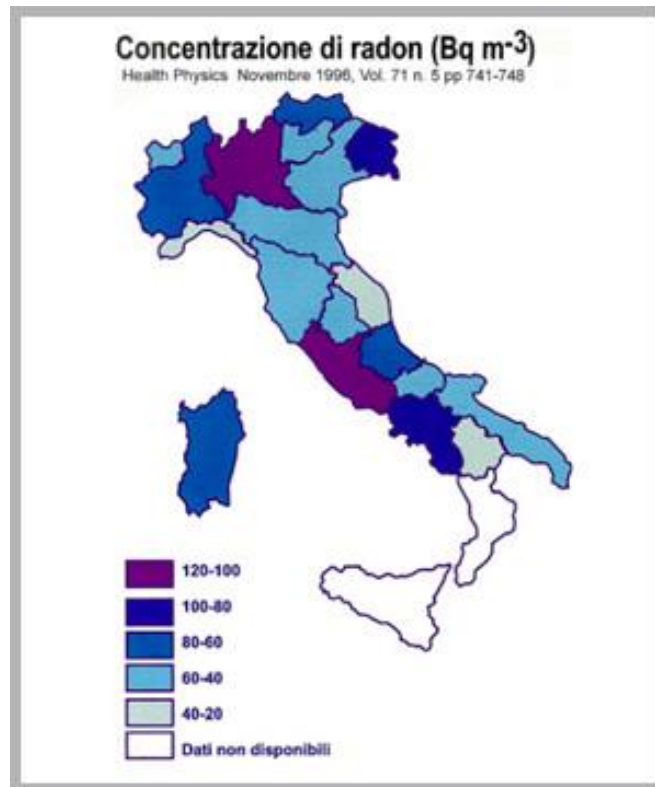 Concentrazione di radon (Bq m-3)
Health Physics Novembre 1996, Vol. 71 n. 5 pp 741-748
120-100
100-80
80-60
60-40
40-20
Dati non disponibili